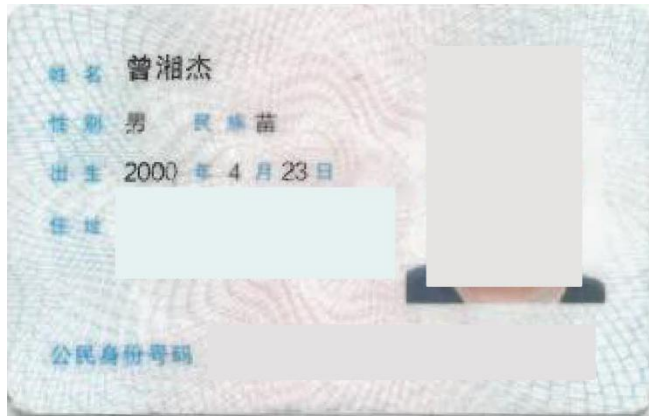 姓名 曾湘杰
性别 男 民族 苗
出生 2000 年 4 月 23 日
住址
公民身份号码